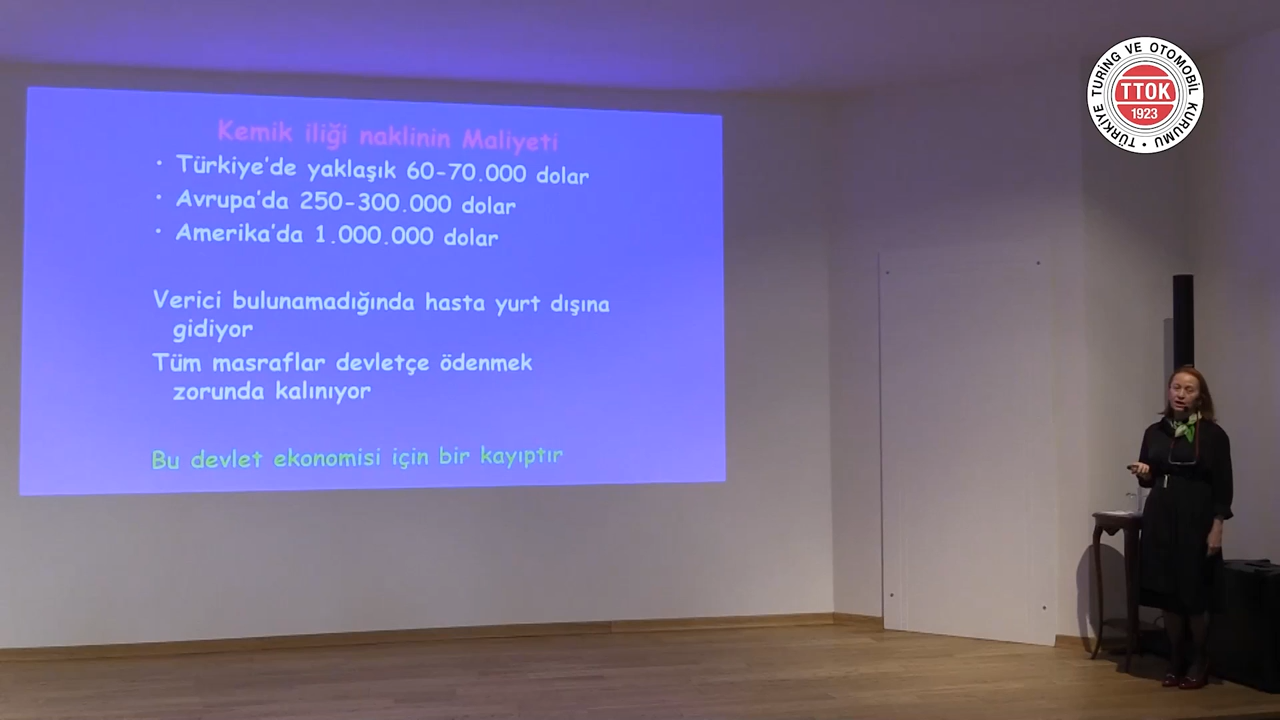 Kemik iliği naklinin Maliyeti
• Türkiye'de yaklaşık 60-70.000 dolar
• Avrupa'da 250-300.000 dolar
• Amerika'da 1.000.000 dolar
Verici bulunamadığında hasta yurt dışına
gidiyor
Tüm masraflar devletçe ödenmek
zorunda kalınıyor
Bu devlet ekonomisi için bir kayıptır
TÜRKİYE TURİNG VE OTOMOBİL KURUMU •
TTOK
1923